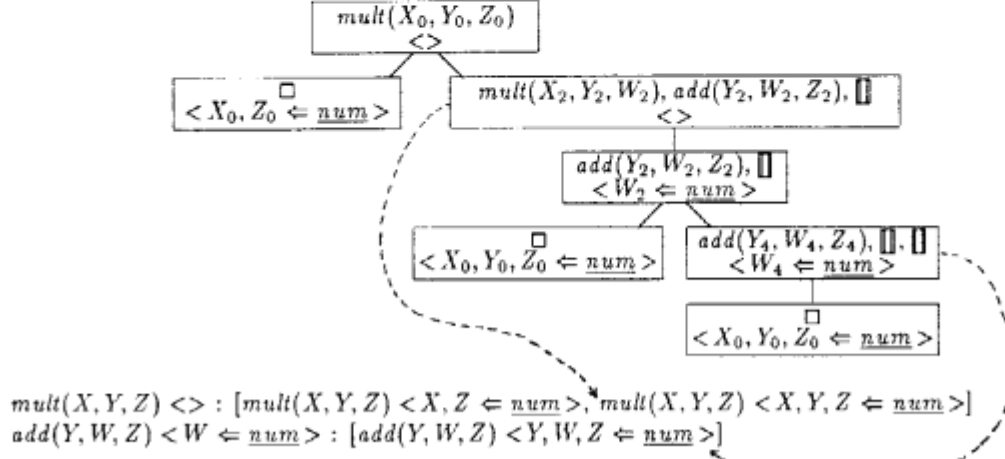 mult(X₀, Y₀, Z₀)
<>
□
< X₀, Z₀ ⇐ num >
mult(X₂, Y₂, W₂), add(Y₂, W₂, Z₂), []
<>
add(Y₂, W₂, Z₂), []
< W₂ ⇐ num >
□
< X₀, Y₀, Z₀ ⇐ num >
add(Y₄, W₄, Z₄), [], []
< W₄ ⇐ num >
□
< X₀, Y₀, Z₀ ⇐ num >
mult(X, Y, Z) <> : [mult(X, Y, Z) < X, Z ⇐ num >, mult(X, Y, Z) < X, Y, Z ⇐ num >]
add(Y, W, Z) < W ⇐ num > : [add(Y, W, Z) < Y, W, Z ⇐ num >]